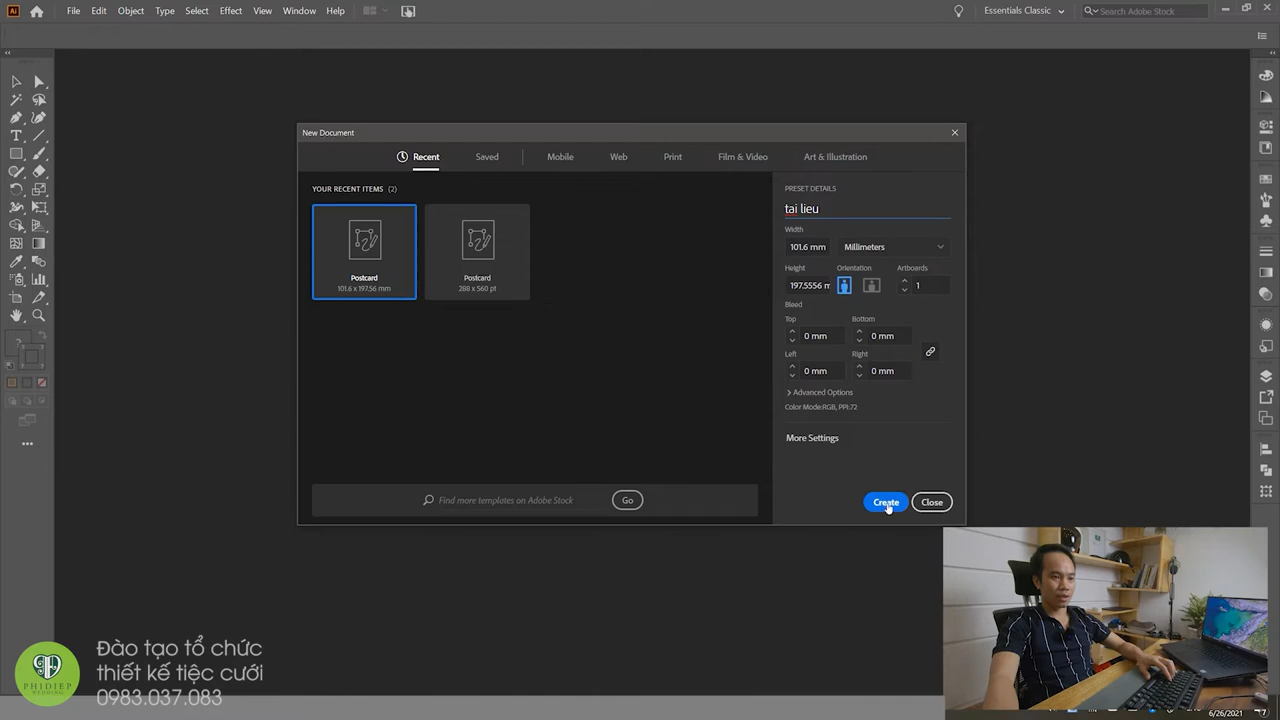 Ai File Edit Object Type Select Effect View Window Help Essentials Classic Search Adobe Stock
New Document
Recent Saved Mobile Web Print Film & Video Art & Illustration
YOUR RECENT ITEMS (2)
Postcard
101.6 x 197.56 mm
Postcard
288 x 560 pt
Find more templates on Adobe Stock Go
PRESET DETAILS
tai lieu
Width
101.6 mm Millimeters
Height Orientation Artboards
197.5556 m 1
Bleed
Top Bottom
0 mm 0 mm
Left Right
0 mm 0 mm
Advanced Options
Color Mode:RGB, PPI:72
More Settings
Create Close
PHIDIEP
WEDDING
Đào tạo tổ chức
thiết kế tiệc cưới
0983.037.083
6/26/2021